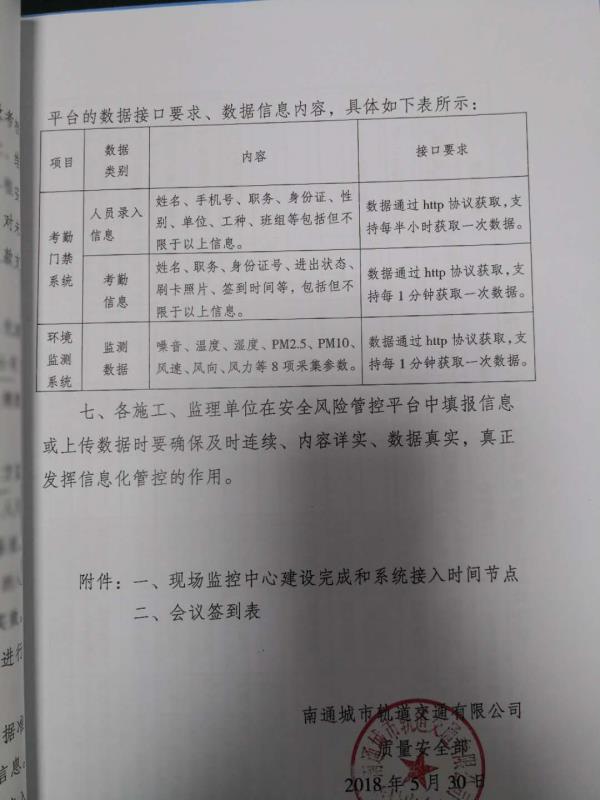 平台的数据接口要求、数据信息内容，具体如下表所示：
项目 数据类别 内容 接口要求
考勤门禁系统
人员录入信息
姓名、手机号、职务、身份证、性
别、单位、工种、班组等包括但不
限于以上信息。
数据通过 http 协议获取，支
持每半小时获取一次数据。
考勤信息
姓名、职务、身份证号、进出状态、
刷卡照片、签到时间等，包括但不
限于以上信息。
数据通过 http 协议获取，支
持每 1 分钟获取一次数据。
环境监测系统
监测数据
噪音、温度、湿度、PM2.5、PM10、
风速、风向、风力等 8 项采集参数。
数据通过 http 协议获取，支
持每 1 分钟获取一次数据。
七、各施工、监理单位在安全风险管控平台中填报信息
或上传数据时要确保及时连续、内容详实、数据真实，真正
发挥信息化管控的作用。
附件：一、现场监控中心建设完成和系统接入时间节点
二、会议签到表
南通城市轨道交通有限公司
质量安全部
2018 年 5 月 30 日
进行
据准
信息。